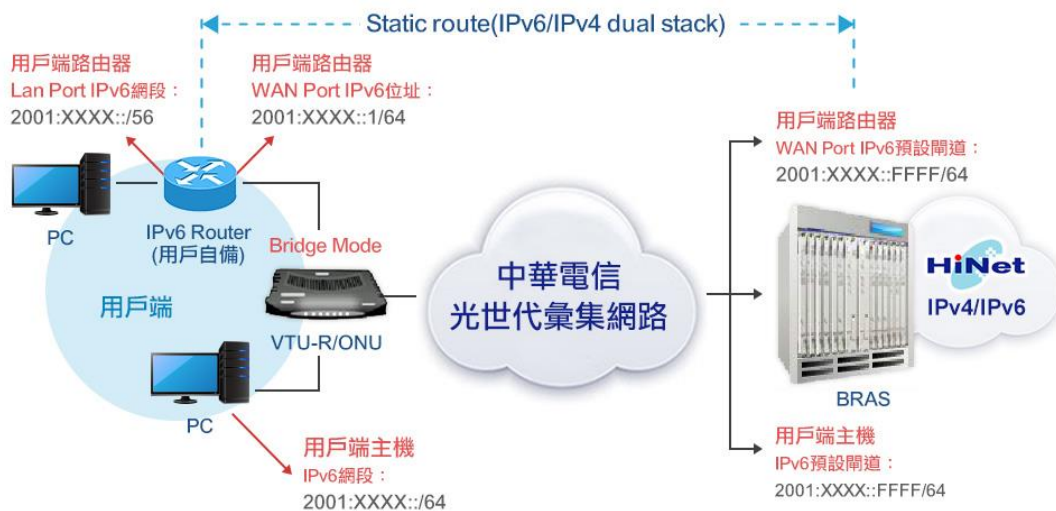 Static route(IPv6/IPv4 dual stack)
用戶端路由器
Lan Port IPv6網段：
2001:XXXX::/56
用戶端路由器
WAN Port IPv6位址：
2001:XXXX::1/64
用戶端路由器
WAN Port IPv6預設閘道：
2001:XXXX::FFFF/64
PC
IPv6 Router
(用戶自備)
Bridge Mode
用戶端
VTU-R/ONU
中華電信
光世代彙集網路
HiNet
IPv4/IPv6
BRAS
PC
用戶端主機
IPv6網段：
2001:XXXX::/64
用戶端主機
IPv6預設閘道：
2001:XXXX::FFFF/64